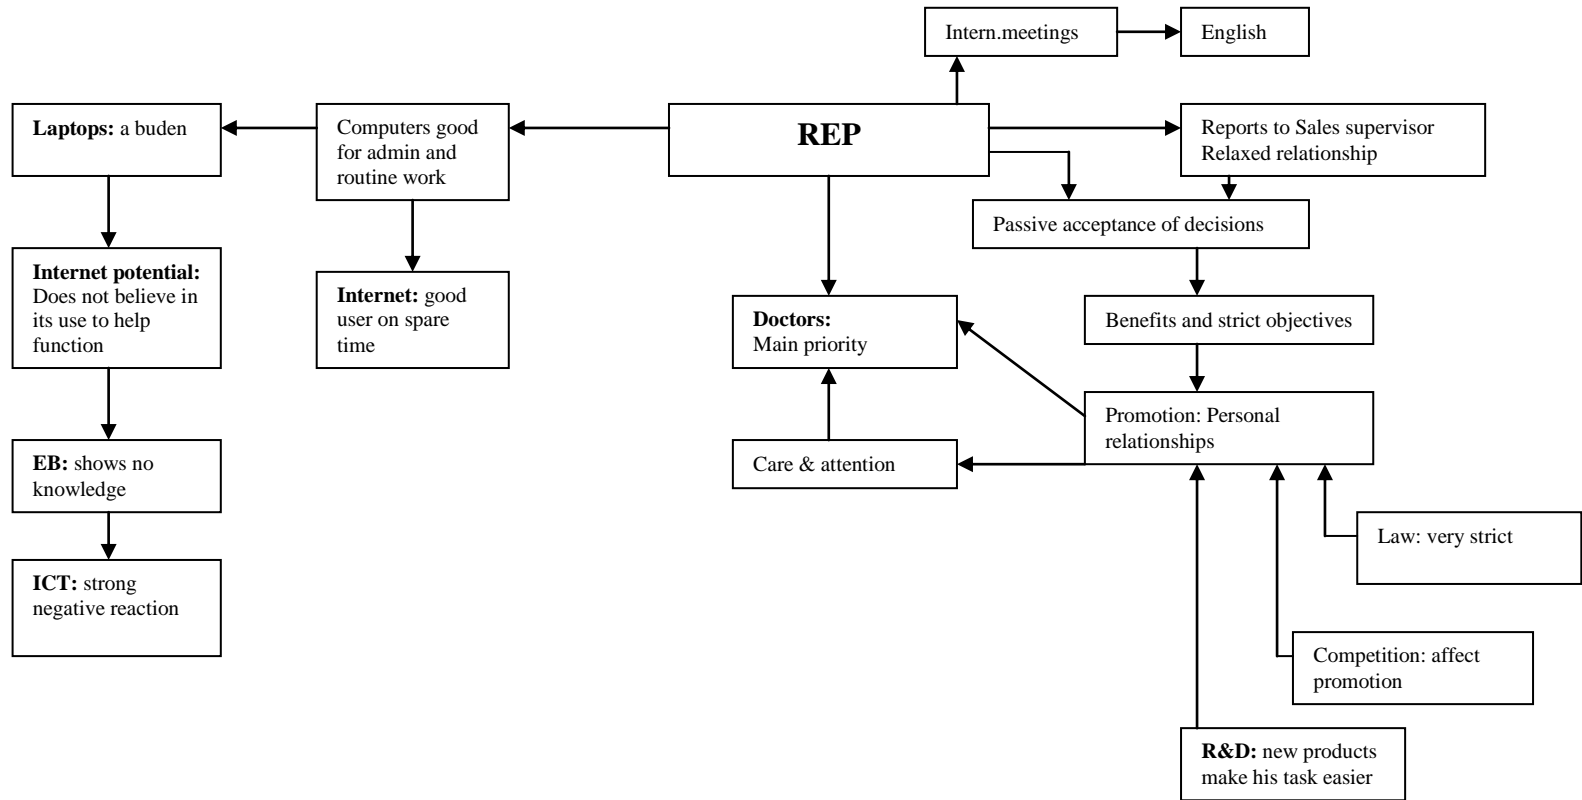 Intern.meetings
English
Laptops: a buden
Computers good
for admin and
routine work
REP
Reports to Sales supervisor
Relaxed relationship
Passive acceptance of decisions
Internet potential:
Does not believe in
its use to help
function
Internet: good
user on spare
time
Doctors:
Main priority
Benefits and strict objectives
Promotion: Personal
relationships
EB: shows no
knowledge
Care & attention
Law: very strict
ICT: strong
negative reaction
Competition: affect
promotion
R&D: new products
make his task easier